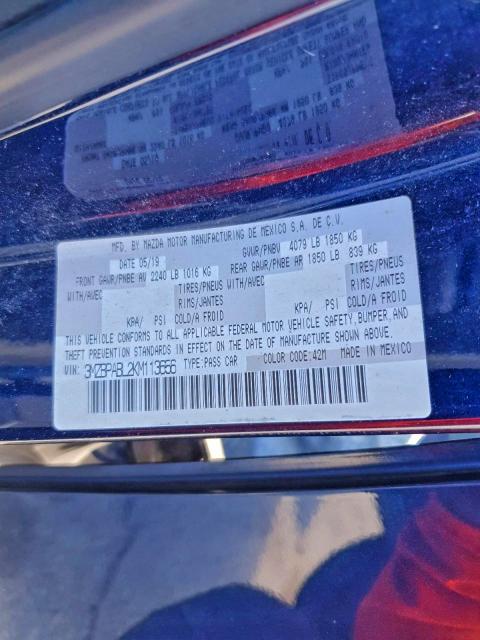 MFD. BY MAZDA MOTOR MANUFACTURING DE MEXICO S.A. DE C.V.
DATE 05/19 GVWR/PNBV 4079 LB 1850 KG
FRONT GAWR/PNBE AV 2240 LB 1016 KG REAR GAWR/PNBE AR 1850 LB 839 KG
WITH/AVEC TIRES/PNEUS WITH/AVEC TIRES/PNEUS
RIMS/JANTES RIMS/JANTES
KPA/ PSI COLD/A FROID KPA/ PSI COLD/A FROID
THIS VEHICLE CONFORMS TO ALL APPLICABLE FEDERAL MOTOR VEHICLE SAFETY, BUMPER, AND
THEFT PREVENTION STANDARDS IN EFFECT ON THE DATE OF MANUFACTURE SHOWN ABOVE.
VIN: 3MZBPABL2KM113656 TYPE:PASS CAR COLOR CODE:42M MADE IN MEXICO